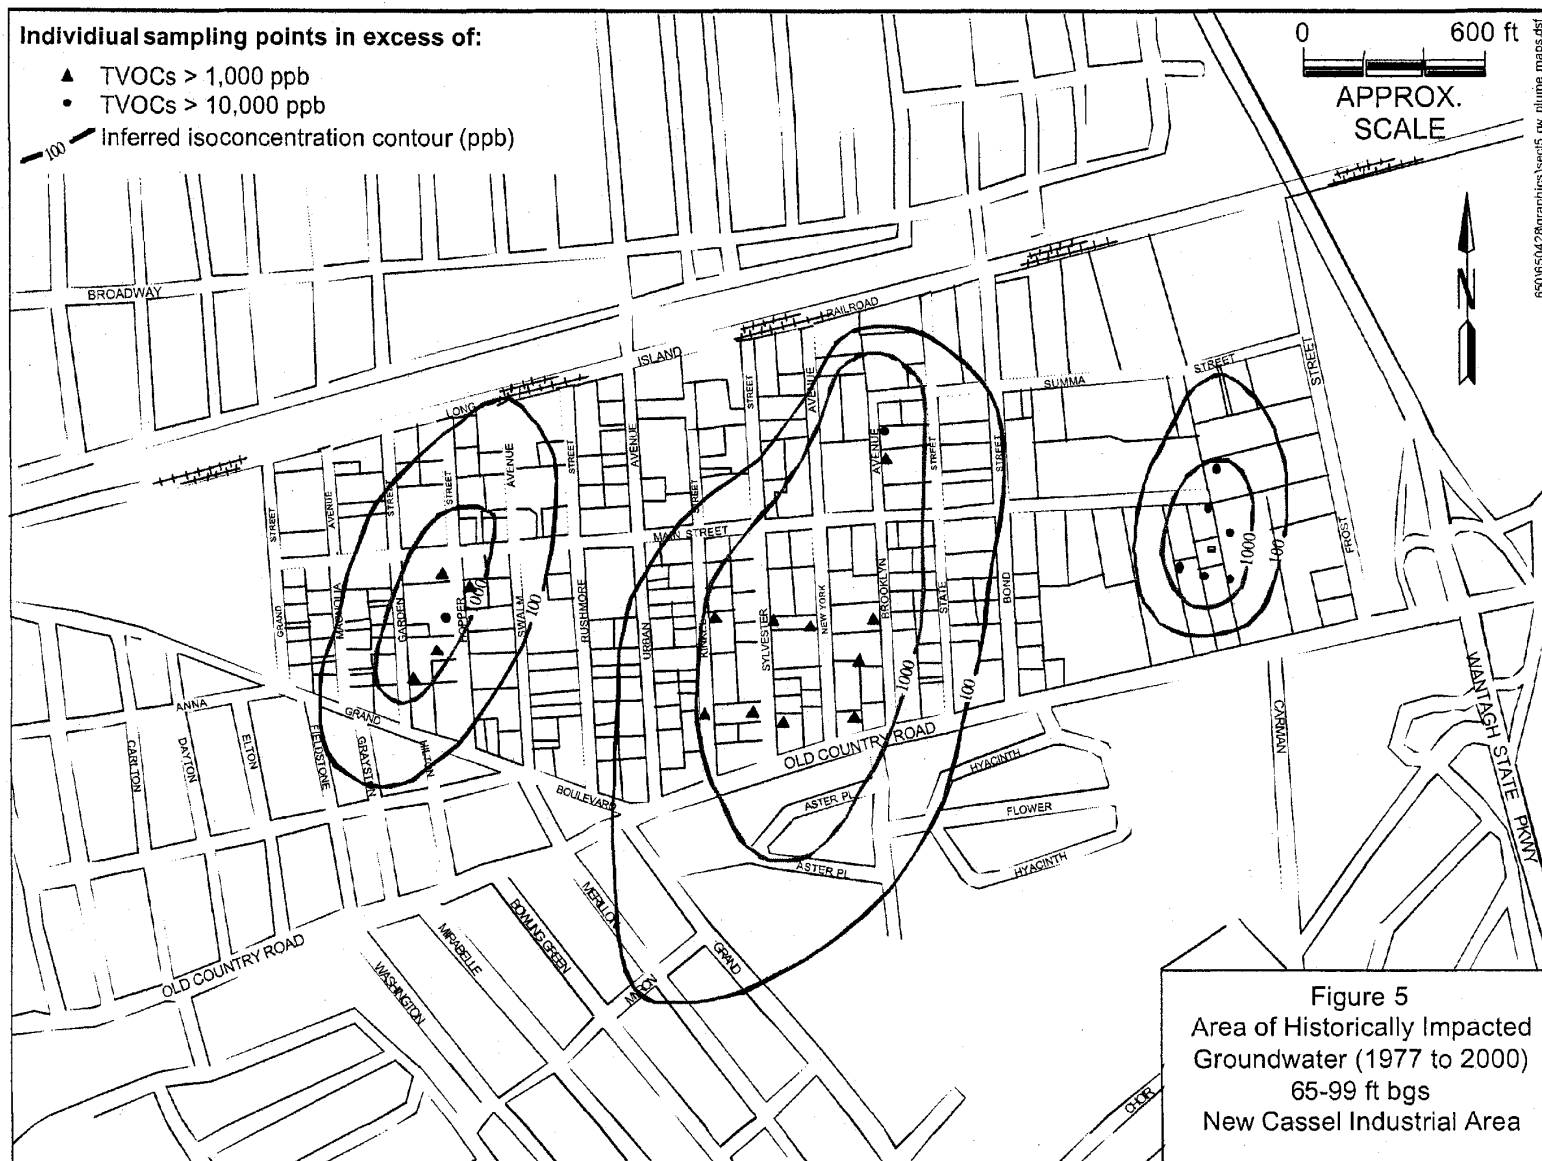 Individiual sampling points in excess of:
TVOCs > 1,000 ppb
TVOCs > 10,000 ppb
100
Inferred isoconcentration contour (ppb)
0 600 ft
APPROX.
SCALE
N
BROADWAY
LONG
ISLAND
RAILROAD
SUMMA
STREET
STREET
FROST
STREET
GRAND
AVENUE
MAGNOLIA
STREET
GARDEN
STREET
HOPPER
AVENUE
SWALM
STREET
RUSHMORE
AVENUE
URBAN
STREET
KINKEL
STREET
SYLVESTER
AVENUE
NEW YORK
AVENUE
BROOKLYN
STREET
STATE
STREET
BOND
MAIN STREET
1000
100
1000
100
1000
100
ANNA
GRAND
BOULEVARD
CARLTON
DAYTON
ELTON
FIELDSTONE
GRAYSTON
HILTON
OLD COUNTRY ROAD
HYACINTH
ASTER PL
FLOWER
ASTER PL
HYACINTH
CARMAN
WANTAGH STATE PKWY
OLD COUNTRY ROAD
WASHINGTON
MIRABELLE
BOWLING GREEN
MERILLON
MYRON
GRAND
CHOIR
Figure 5
Area of Historically Impacted
Groundwater (1977 to 2000)
65-99 ft bgs
New Cassel Industrial Area